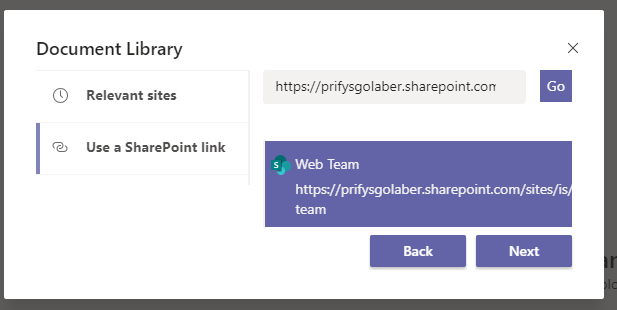 Document Library
Relevant sites
Use a SharePoint link
https://prifysgolaber.sharepoint.com
Go
Web Team
https://prifysgolaber.sharepoint.com/sites/is/
team
Back
Next